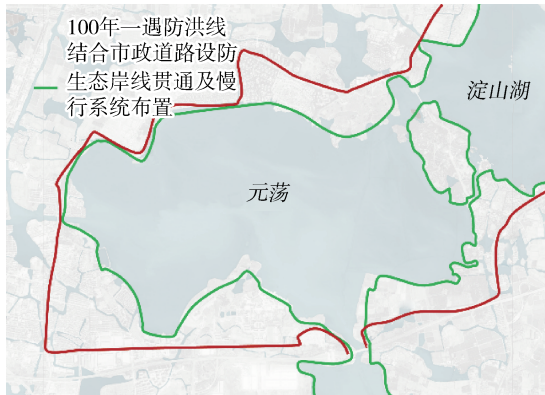 100年一遇防洪线
结合市政道路设防
生态岸线贯通及慢
行系统布置
淀山湖
元荡